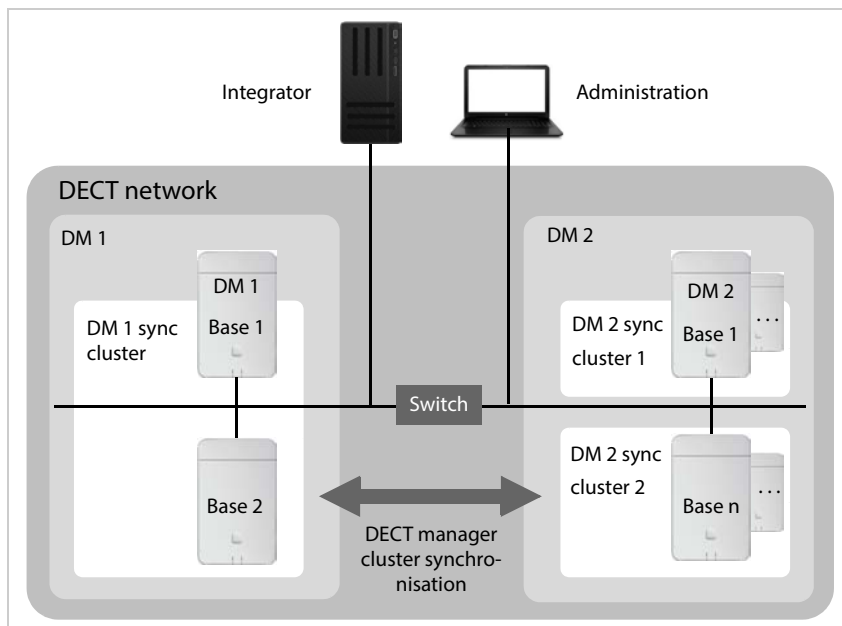 Integrator
Administration
DECT network
DM 1
DM 2
DM 1
Base 1
DM 1 sync
cluster
DM 2
Base 1
...
DM 2 sync
cluster 1
Switch
Base 2
DM 2 sync
cluster 2
Base n
...
DECT manager
cluster synchro-
nisation